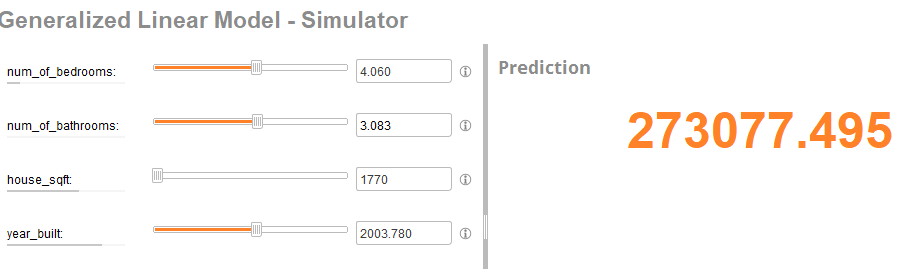 Generalized Linear Model - Simulator
num_of_bedrooms: 4.060
num_of_bathrooms: 3.083
house_sqft: 1770
year_built: 2003.780
Prediction
273077.495